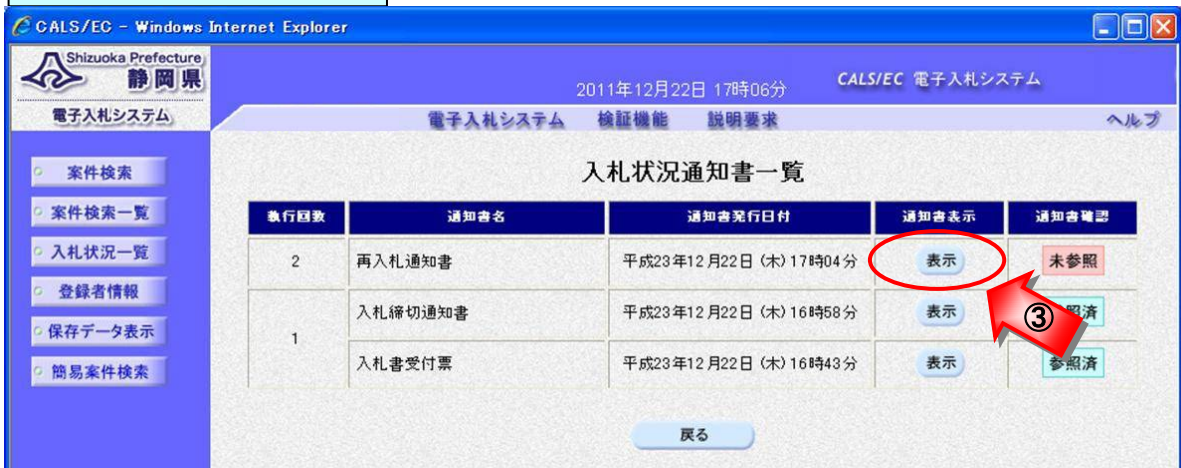 CALS/EC - Windows Internet Explorer
Shizuoka Prefecture
静岡県
電子入札システム
2011年12月22日 17時06分 CALS/EC 電子入札システム
電子入札システム 検証機能 説明要求 ヘルプ
案件検索
案件検索一覧
入札状況一覧
登録者情報
保存データ表示
簡易案件検索
入札状況通知書一覧
執行回数 通知書名 通知書発行日付 通知書表示 通知書確認
2 再入札通知書 平成23年12月22日 (木) 17時04分 表示 未参照
1
入札締切通知書 平成23年12月22日 (木) 16時58分 表示 照済
③
入札書受付票 平成23年12月22日 (木) 16時43分 表示 参照済
戻る